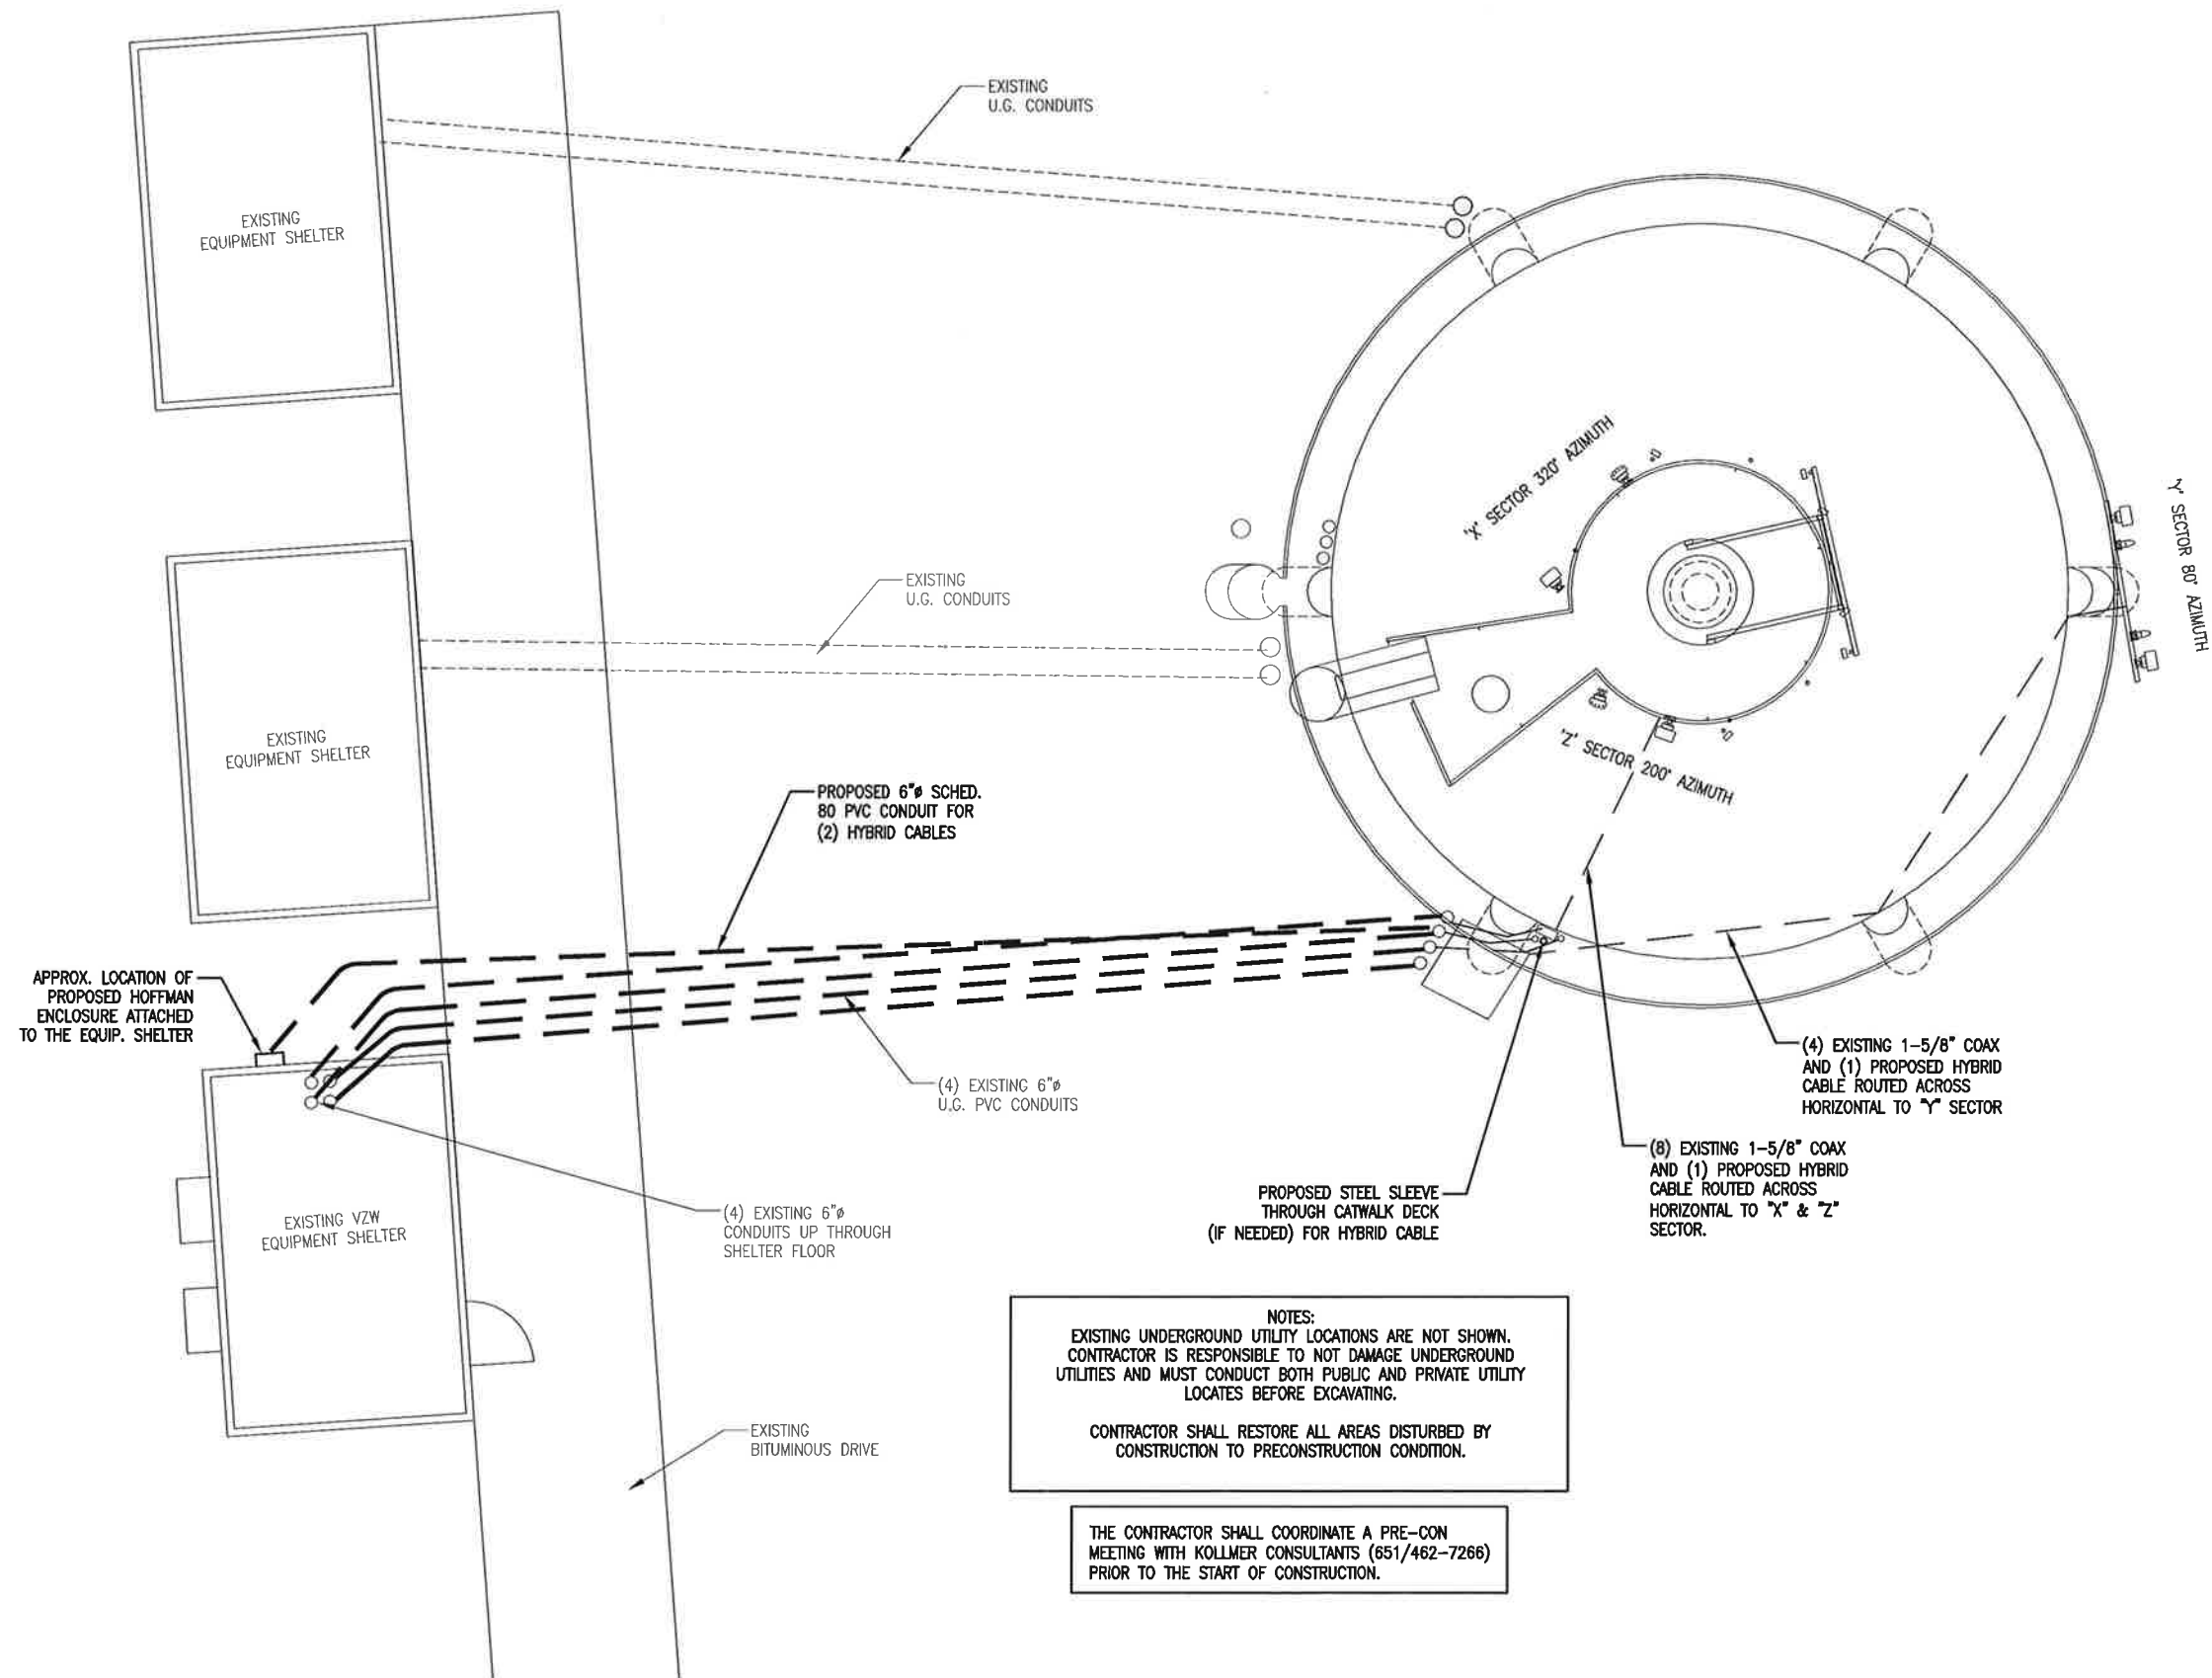 EXISTING
U.G. CONDUITS
EXISTING
EQUIPMENT SHELTER
'X' SECTOR 320° AZIMUTH
'Y' SECTOR 80° AZIMUTH
EXISTING
U.G. CONDUITS
EXISTING
EQUIPMENT SHELTER
'Z' SECTOR 200° AZIMUTH
PROPOSED 6"ø SCHED.
80 PVC CONDUIT FOR
(2) HYBRID CABLES
APPROX. LOCATION OF
PROPOSED HOFFMAN
ENCLOSURE ATTACHED
TO THE EQUIP. SHELTER
(4) EXISTING 6"ø
U.G. PVC CONDUITS
(4) EXISTING 1-5/8" COAX
AND (1) PROPOSED HYBRID
CABLE ROUTED ACROSS
HORIZONTAL TO "Y" SECTOR
(8) EXISTING 1-5/8" COAX
AND (1) PROPOSED HYBRID
CABLE ROUTED ACROSS
HORIZONTAL TO "X" & "Z"
SECTOR.
PROPOSED STEEL SLEEVE
THROUGH CATWALK DECK
(IF NEEDED) FOR HYBRID CABLE
(4) EXISTING 6"ø
CONDUITS UP THROUGH
SHELTER FLOOR
EXISTING VZW
EQUIPMENT SHELTER
NOTES:
EXISTING UNDERGROUND UTILITY LOCATIONS ARE NOT SHOWN.
CONTRACTOR IS RESPONSIBLE TO NOT DAMAGE UNDERGROUND
UTILITIES AND MUST CONDUCT BOTH PUBLIC AND PRIVATE UTILITY
LOCATES BEFORE EXCAVATING.
CONTRACTOR SHALL RESTORE ALL AREAS DISTURBED BY
CONSTRUCTION TO PRECONSTRUCTION CONDITION.
EXISTING
BITUMINOUS DRIVE
THE CONTRACTOR SHALL COORDINATE A PRE-CON
MEETING WITH KOLLMER CONSULTANTS (651/462-7266)
PRIOR TO THE START OF CONSTRUCTION.